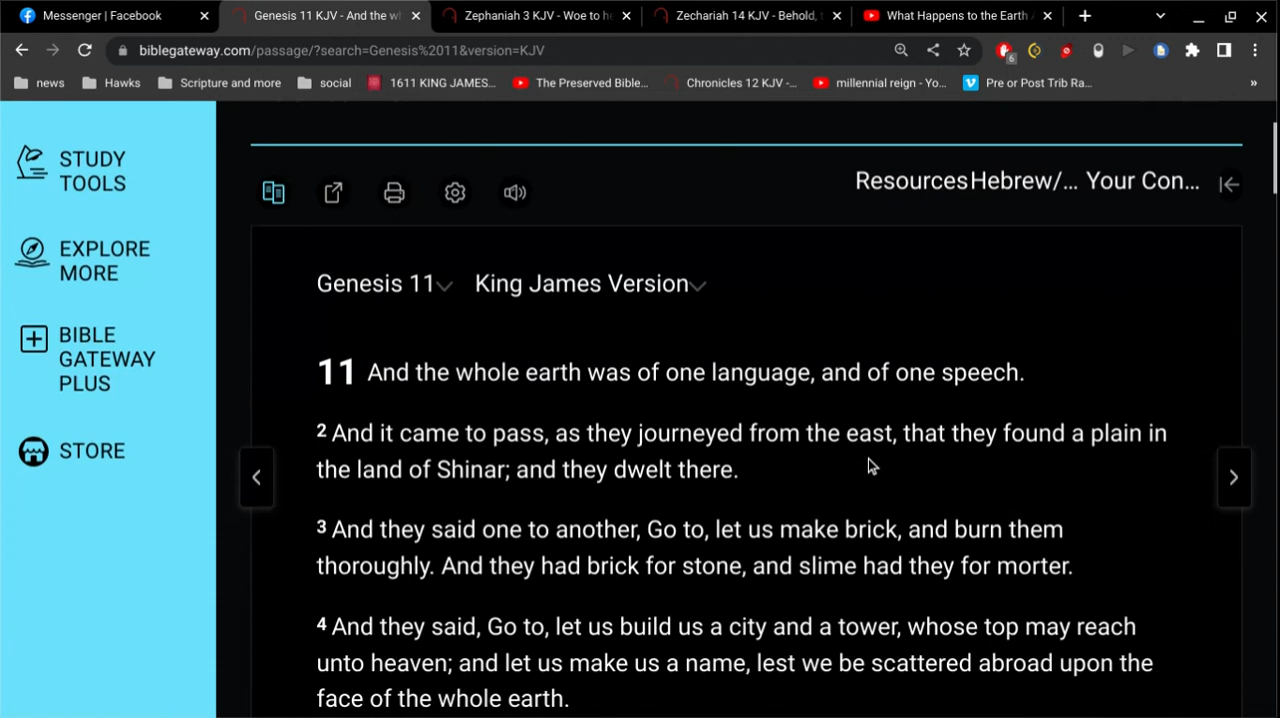 Messenger | Facebook
Genesis 11 KJV - And the wh
Zephaniah 3 KJV - Woe to he
Zechariah 14 KJV - Behold, t
What Happens to the Earth
biblegateway.com/passage/?search=Genesis%2011&version=KJV
6
news
Hawks
Scripture and more
social
1611 KING JAMES...
The Preserved Bible...
Chronicles 12 KJV -...
millennial reign - Yo...
Pre or Post Trib Ra...
»
STUDY
TOOLS
EXPLORE
MORE
BIBLE
GATEWAY
PLUS
STORE
Resources Hebrew/... Your Con...
Genesis 11 King James Version
11 And the whole earth was of one language, and of one speech.
2 And it came to pass, as they journeyed from the east, that they found a plain in
the land of Shinar; and they dwelt there.
3 And they said one to another, Go to, let us make brick, and burn them
thoroughly. And they had brick for stone, and slime had they for morter.
4 And they said, Go to, let us build us a city and a tower, whose top may reach
unto heaven; and let us make us a name, lest we be scattered abroad upon the
face of the whole earth.